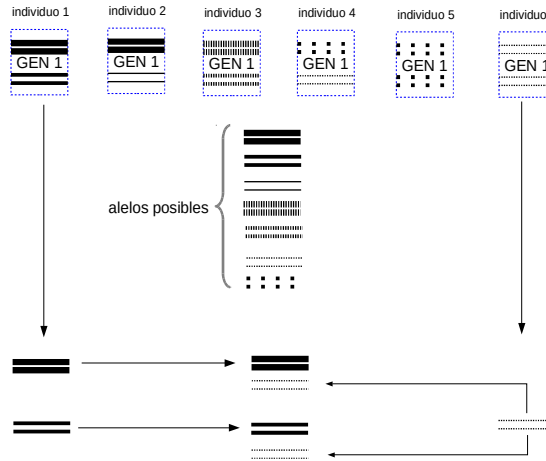 individuo 1
individuo 2
individuo 3
individuo 4
individuo 5
individuo
GEN 1
GEN 1
GEN 1
GEN 1
GEN 1
GEN 1
alelos posibles